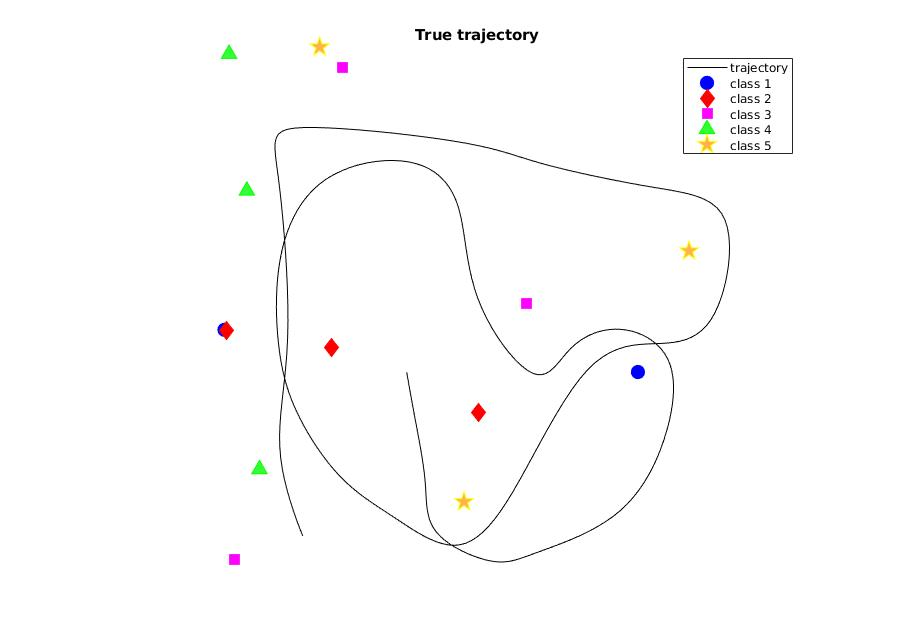 True trajectory
trajectory
class 1
class 2
class 3
class 4
class 5